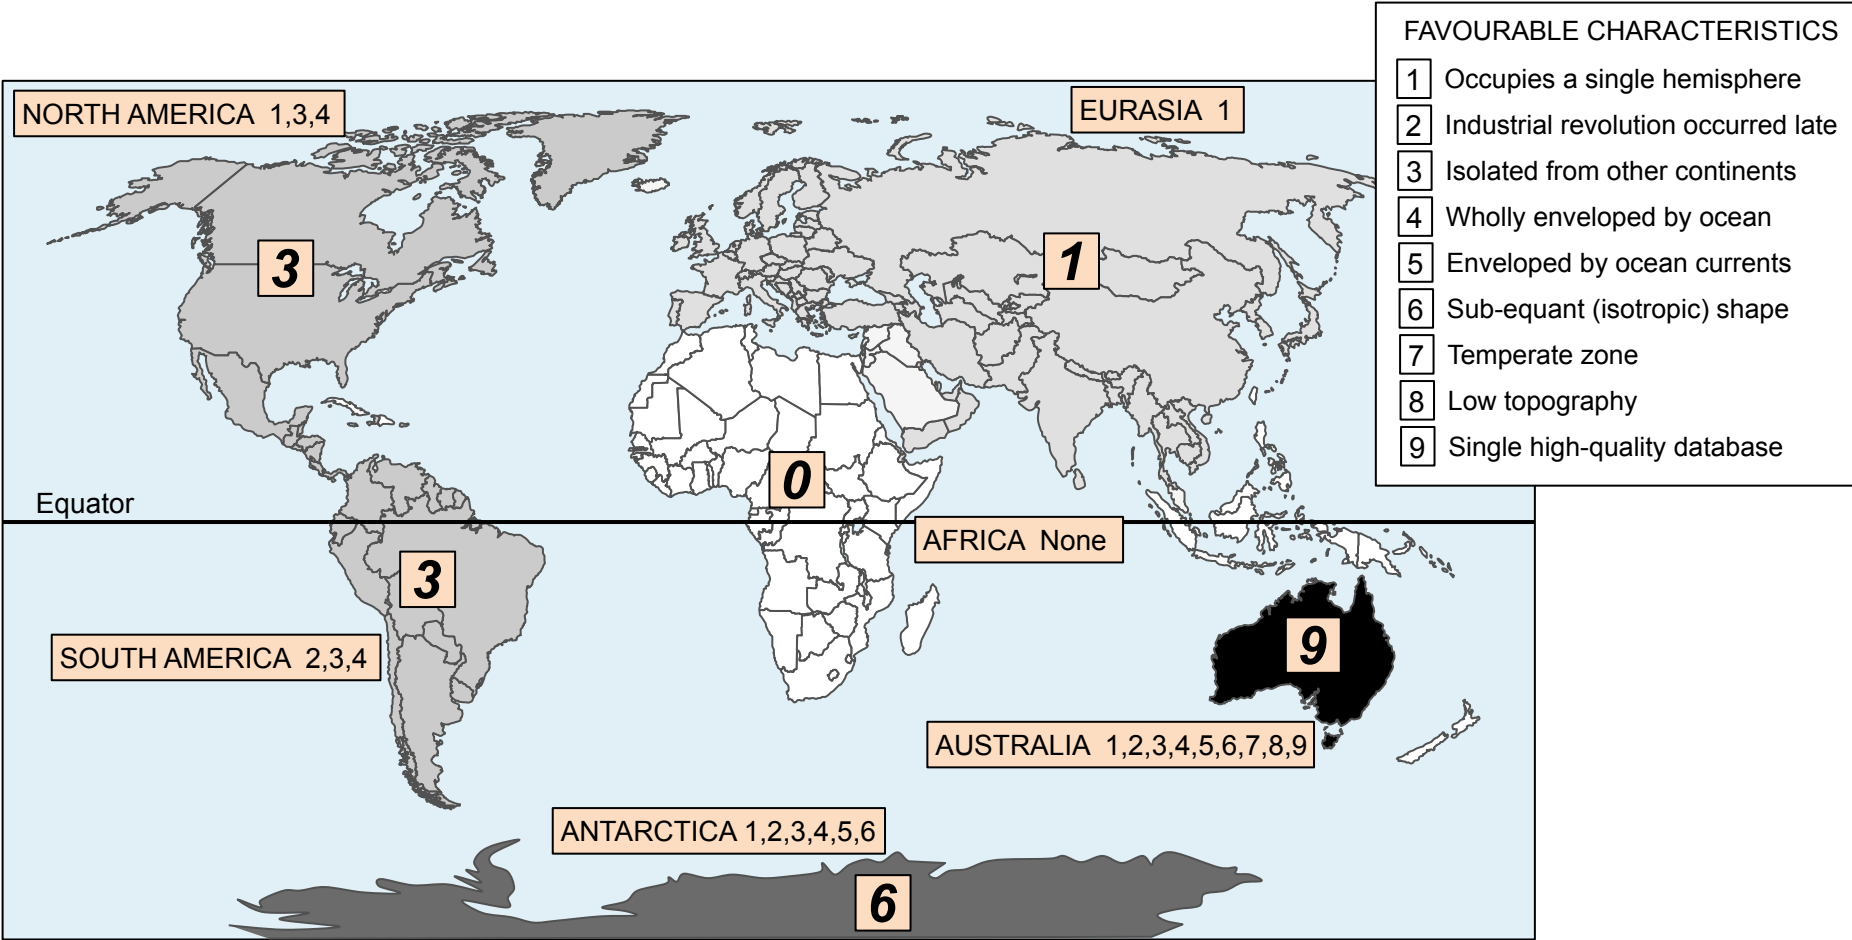 FAVOURABLE CHARACTERISTICS
1 Occupies a single hemisphere
2 Industrial revolution occurred late
3 Isolated from other continents
4 Wholly enveloped by ocean
5 Enveloped by ocean currents
6 Sub-equant (isotropic) shape
7 Temperate zone
8 Low topography
9 Single high-quality database
NORTH AMERICA 1,3,4
EURASIA 1
3
1
0
Equator
AFRICA None
3
9
SOUTH AMERICA 2,3,4
AUSTRALIA 1,2,3,4,5,6,7,8,9
ANTARCTICA 1,2,3,4,5,6
6